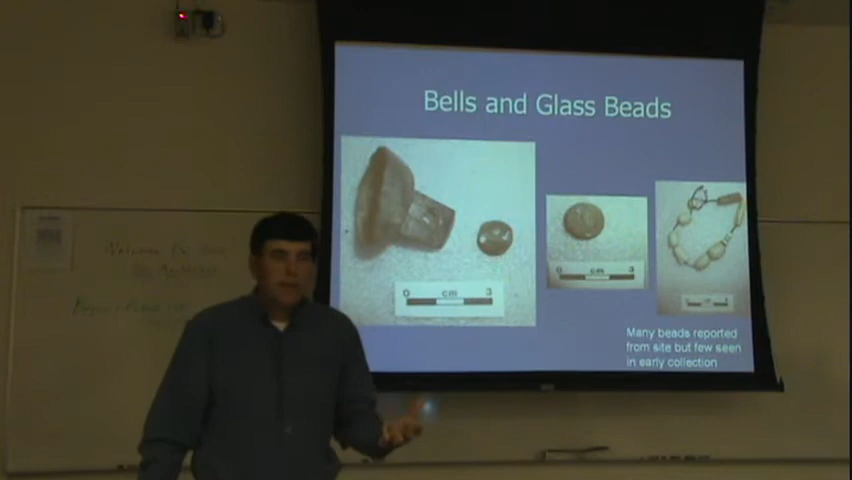 Bells and Glass Beads
0 cm 3
0 cm 3
Many beads reported
from site but few seen
in early collection
Welcome